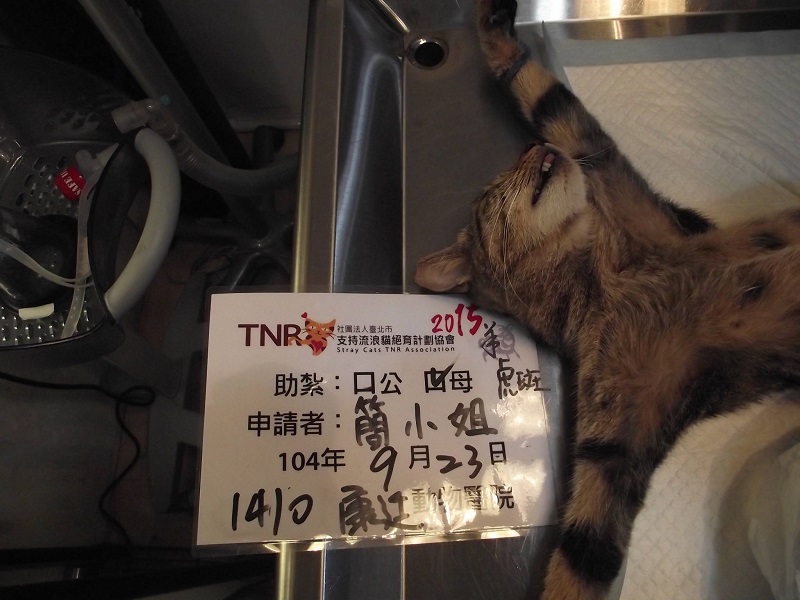 TNR 社團法人臺北市
支持流浪貓絕育計劃協會
Stray Cats TNR Association
2015
助紮：口公 口母 虎斑
申請者：簡小姐
104年 9月23日
1410 康廷 動物醫院